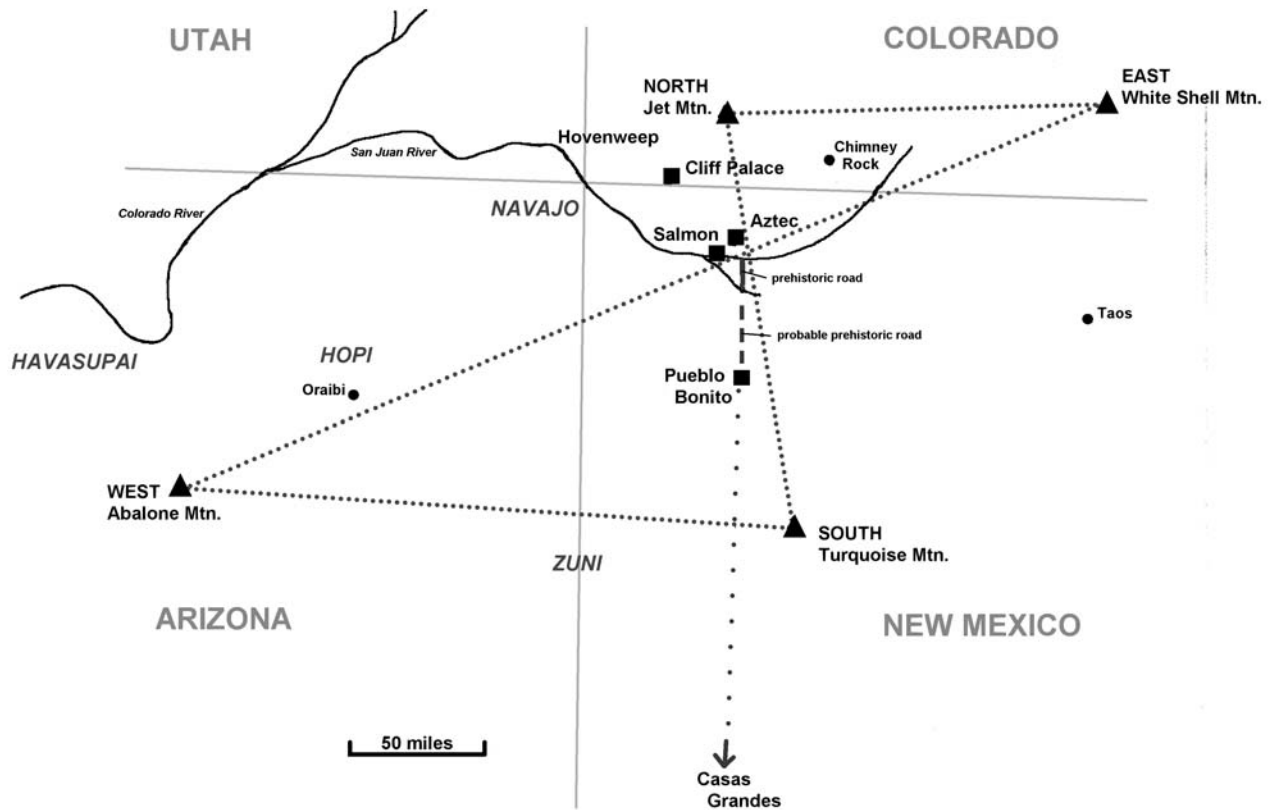 UTAH
COLORADO
NORTH
Jet Mtn.
EAST
White Shell Mtn.
Hovenweep
San Juan River
Chimney
Rock
Cliff Palace
Colorado River
NAVAJO
Aztec
Salmon
prehistoric road
Taos
probable prehistoric road
HAVASUPAI
HOPI
Oraibi
Pueblo
Bonito
WEST
Abalone Mtn.
SOUTH
Turquoise Mtn.
ZUNI
ARIZONA
NEW MEXICO
50 miles
Casas
Grandes